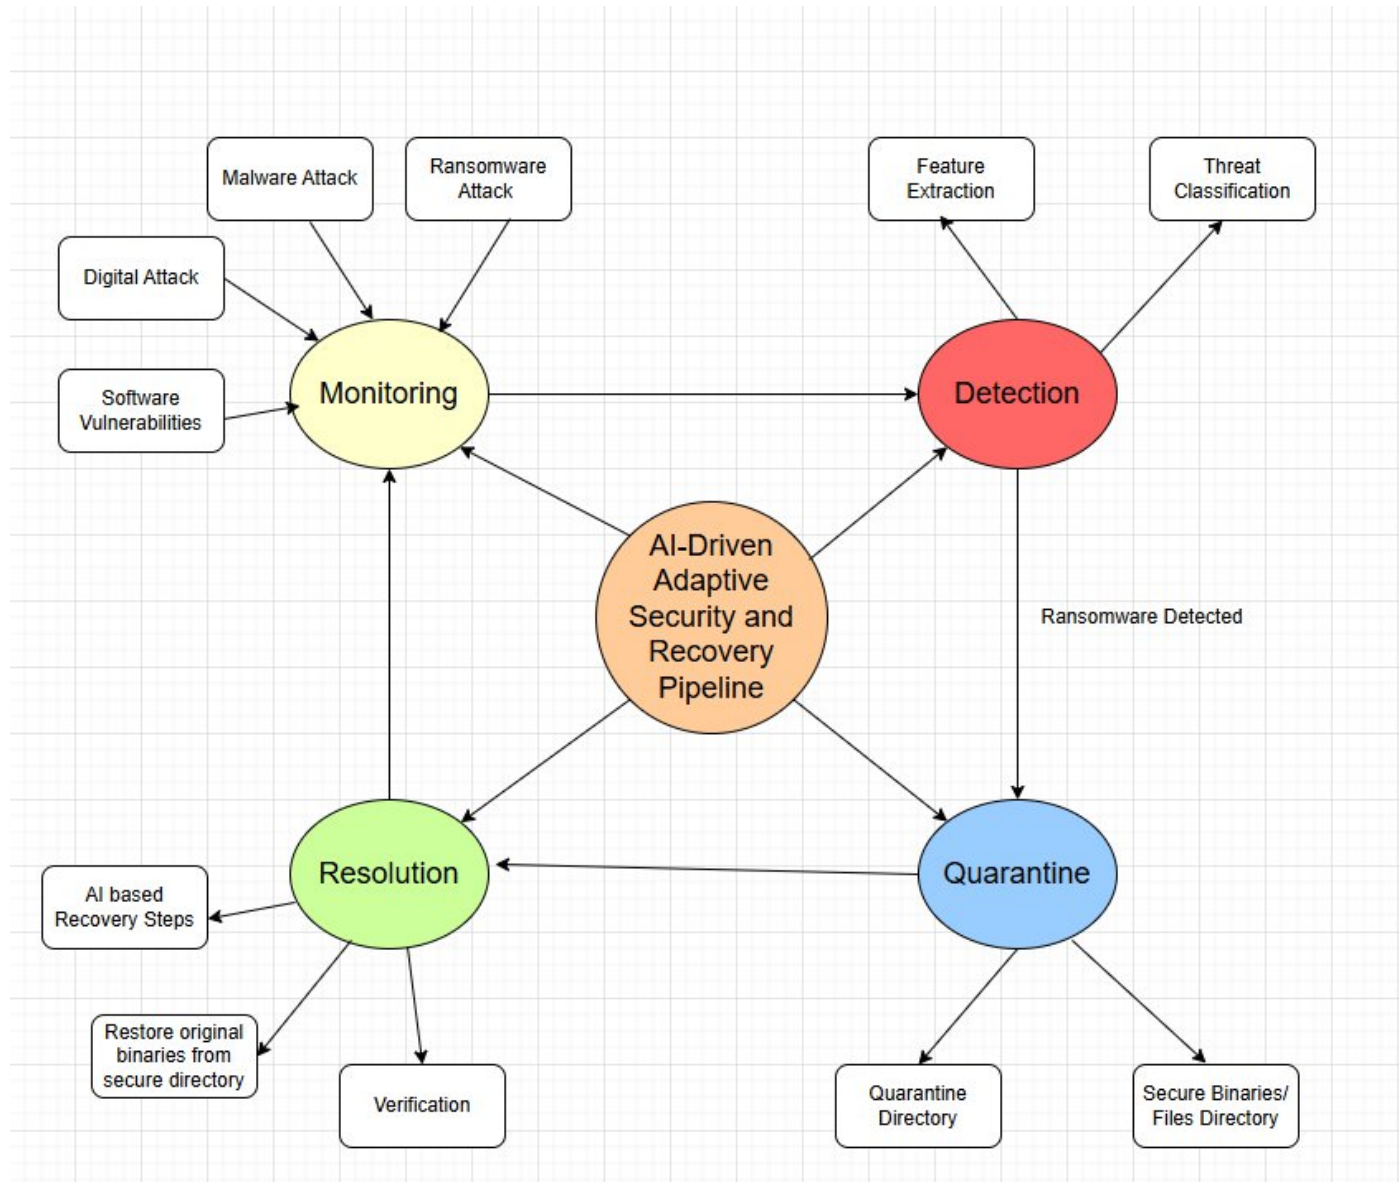 Malware Attack
Ransomware
Attack
Feature
Extraction
Threat
Classification
Digital Attack
Software
Vulnerabilities
Monitoring
Detection
AI-Driven
Adaptive
Security and
Recovery
Pipeline
Ransomware Detected
Resolution
Quarantine
AI based
Recovery Steps
Restore original
binaries from
secure directory
Verification
Quarantine
Directory
Secure Binaries/
Files Directory